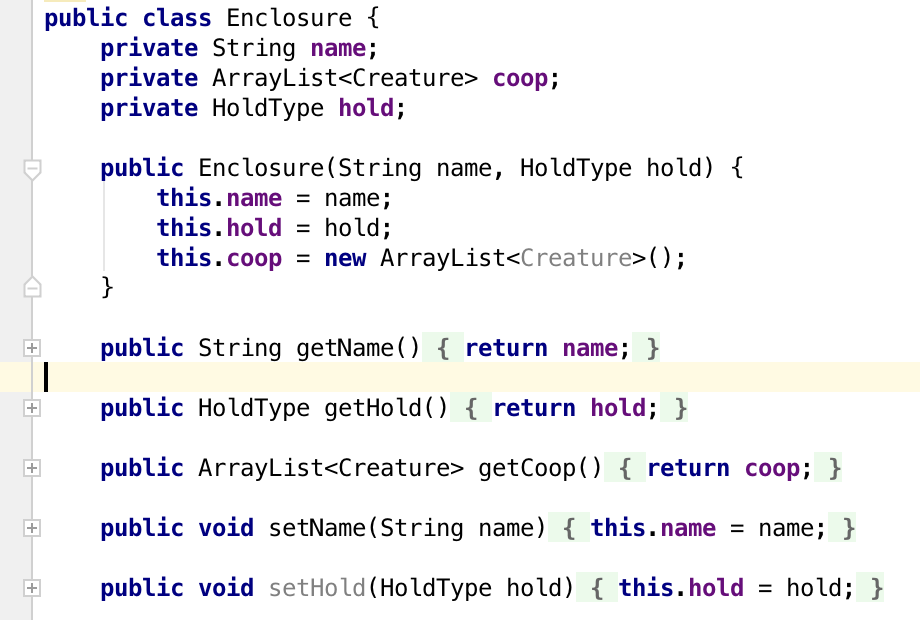 public class Enclosure {
    private String name;
    private ArrayList<Creature> coop;
    private HoldType hold;
    public Enclosure(String name, HoldType hold) {
        this.name = name;
        this.hold = hold;
        this.coop = new ArrayList<Creature>();
    }
    public String getName() { return name; }
    public HoldType getHold() { return hold; }
    public ArrayList<Creature> getCoop() { return coop; }
    public void setName(String name) { this.name = name; }
    public void setHold(HoldType hold) { this.hold = hold; }